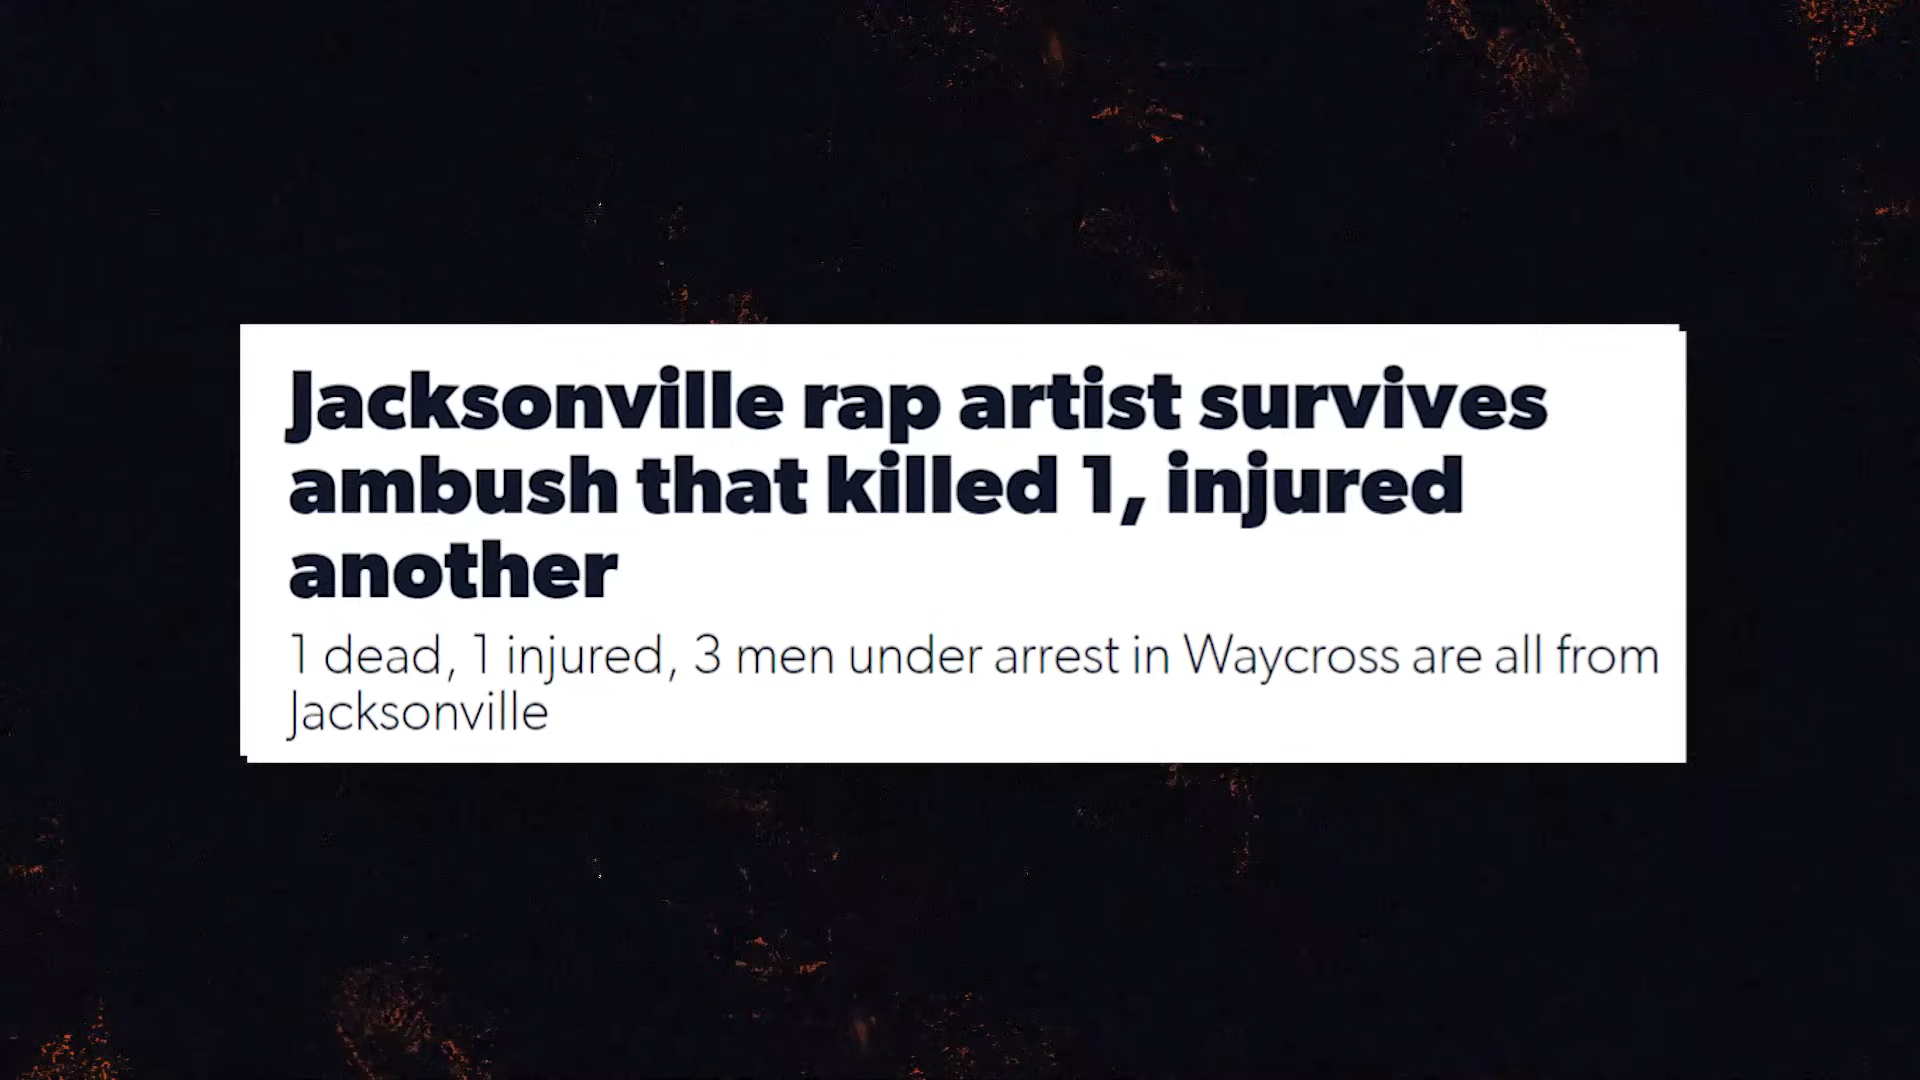 Jacksonville rap artist survives
ambush that killed 1, injured
another
1 dead, 1 injured, 3 men under arrest in Waycross are all from
Jacksonville